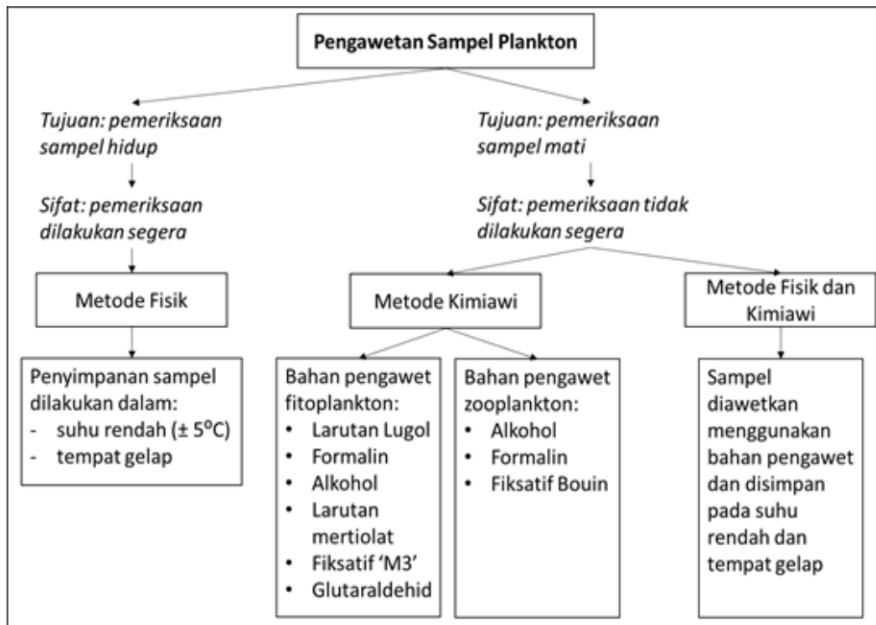 Pengawetan Sampel Plankton
Tujuan: pemeriksaan
sampel hidup
Sifat: pemeriksaan
dilakukan segera
Metode Fisik
Penyimpanan sampel
dilakukan dalam:
- suhu rendah (± 5⁰C)
- tempat gelap
Tujuan: pemeriksaan
sampel mati
Sifat: pemeriksaan tidak
dilakukan segera
Metode Kimiawi
Bahan pengawet
fitoplankton:
• Larutan Lugol
• Formalin
• Alkohol
• Larutan
mertiolat
• Fiksatif ‘M3’
• Glutaraldehid
Bahan pengawet
zooplankton:
• Alkohol
• Formalin
• Fiksatif Bouin
Metode Fisik dan
Kimiawi
Sampel
diawetkan
menggunakan
bahan pengawet
dan disimpan
pada suhu
rendah dan
tempat gelap